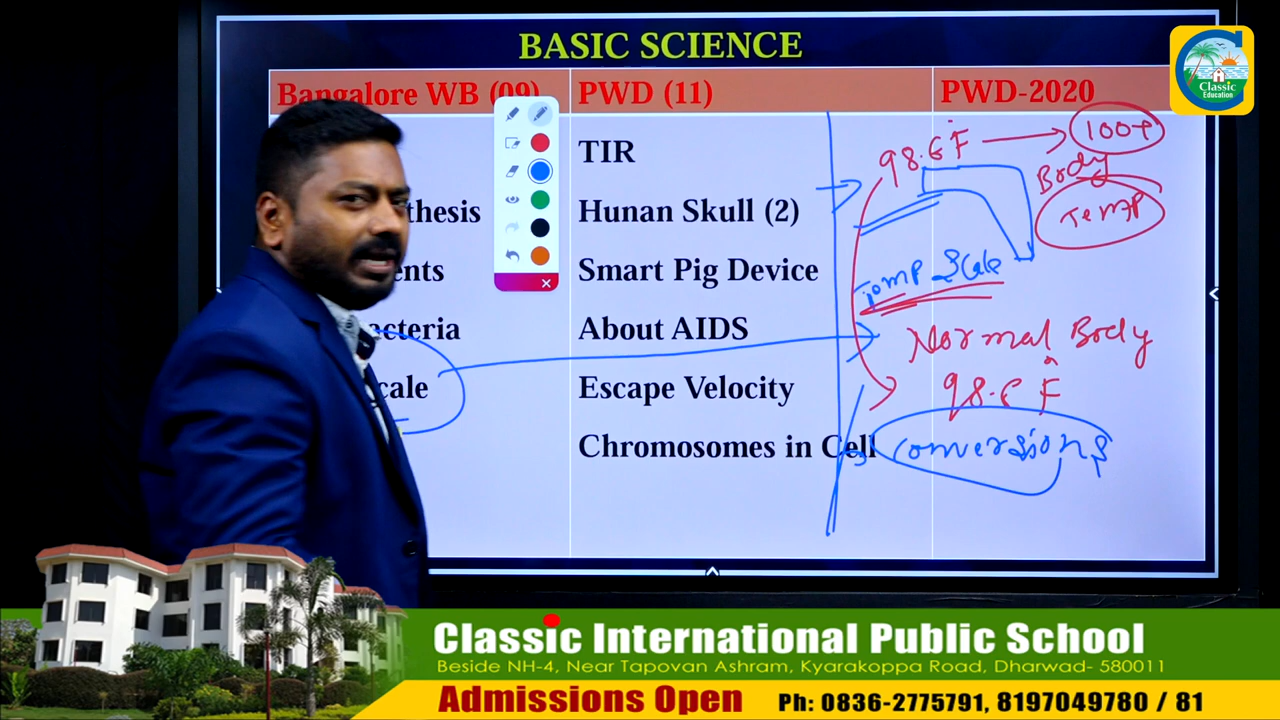 BASIC SCIENCE
Classic
Education
Bangalore WB (09)
PWD (11)
PWD-2020
TIR
thesis
Hunan Skull (2)
ents
Smart Pig Device
acteria
About AIDS
cale
Escape Velocity
Chromosomes in Cell
98.6 F
Body
Temp
Temp Scale
Normal Body
98.6 F
Conversions
Classic International Public School
Beside NH-4, Near Tapovan Ashram, Kyarakoppa Road, Dharwad- 580011
Admissions Open
Ph: 0836-2775791, 8197049780 / 81